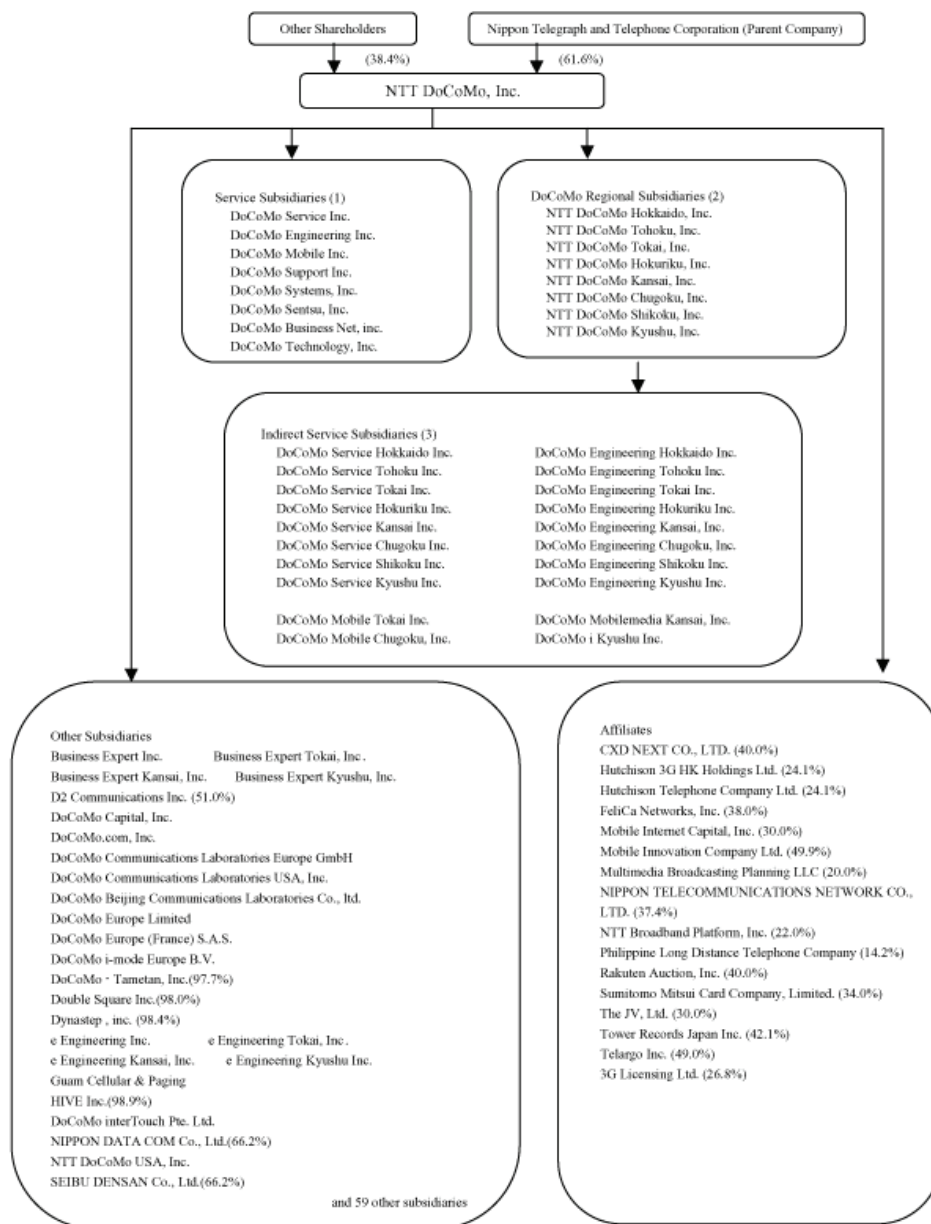 Other Shareholders
Nippon Telegraph and Telephone Corporation (Parent Company)
(38.4%)
(61.6%)
NTT DoCoMo, Inc.
Service Subsidiaries (1)
DoCoMo Service Inc.
DoCoMo Engineering Inc.
DoCoMo Mobile Inc.
DoCoMo Support Inc.
DoCoMo Systems, Inc.
DoCoMo Sentsu, Inc.
DoCoMo Business Net, inc.
DoCoMo Technology, Inc.
DoCoMo Regional Subsidiaries (2)
NTT DoCoMo Hokkaido, Inc.
NTT DoCoMo Tohoku, Inc.
NTT DoCoMo Tokai, Inc.
NTT DoCoMo Hokuriku, Inc.
NTT DoCoMo Kansai, Inc.
NTT DoCoMo Chugoku, Inc.
NTT DoCoMo Shikoku, Inc.
NTT DoCoMo Kyushu, Inc.
Indirect Service Subsidiaries (3)
DoCoMo Service Hokkaido Inc.
DoCoMo Service Tohoku Inc.
DoCoMo Service Tokai Inc.
DoCoMo Service Hokuriku Inc.
DoCoMo Service Kansai Inc.
DoCoMo Service Chugoku Inc.
DoCoMo Service Shikoku Inc.
DoCoMo Service Kyushu Inc.
DoCoMo Mobile Tokai Inc.
DoCoMo Mobile Chugoku, Inc.
DoCoMo Engineering Hokkaido Inc.
DoCoMo Engineering Tohoku Inc.
DoCoMo Engineering Tokai Inc.
DoCoMo Engineering Hokuriku Inc.
DoCoMo Engineering Kansai, Inc.
DoCoMo Engineering Chugoku, Inc.
DoCoMo Engineering Shikoku Inc.
DoCoMo Engineering Kyushu Inc.
DoCoMo Mobilemedia Kansai, Inc.
DoCoMo i Kyushu Inc.
Other Subsidiaries
Business Expert Inc. Business Expert Tokai, Inc.
Business Expert Kansai, Inc. Business Expert Kyushu, Inc.
D2 Communications Inc. (51.0%)
DoCoMo Capital, Inc.
DoCoMo.com, Inc.
DoCoMo Communications Laboratories Europe GmbH
DoCoMo Communications Laboratories USA, Inc.
DoCoMo Beijing Communications Laboratories Co., ltd.
DoCoMo Europe Limited
DoCoMo Europe (France) S.A.S.
DoCoMo i-mode Europe B.V.
DoCoMo - Tametan, Inc.(97.7%)
Double Square Inc.(98.0%)
Dynastep , inc. (98.4%)
e Engineering Inc. e Engineering Tokai, Inc.
e Engineering Kansai, Inc. e Engineering Kyushu Inc.
Guam Cellular & Paging
HIVE Inc.(98.9%)
DoCoMo interTouch Pte. Ltd.
NIPPON DATA COM Co., Ltd.(66.2%)
NTT DoCoMo USA, Inc.
SEIBU DENSAN Co., Ltd.(66.2%)
and 59 other subsidiaries
Affiliates
CXD NEXT CO., LTD. (40.0%)
Hutchison 3G HK Holdings Ltd. (24.1%)
Hutchison Telephone Company Ltd. (24.1%)
FeliCa Networks, Inc. (38.0%)
Mobile Internet Capital, Inc. (30.0%)
Mobile Innovation Company Ltd. (49.9%)
Multimedia Broadcasting Planning LLC (20.0%)
NIPPON TELECOMMUNICATIONS NETWORK CO.,
LTD. (37.4%)
NTT Broadband Platform, Inc. (22.0%)
Philippine Long Distance Telephone Company (14.2%)
Rakuten Auction, Inc. (40.0%)
Sumitomo Mitsui Card Company, Limited. (34.0%)
The JV, Ltd. (30.0%)
Tower Records Japan Inc. (42.1%)
Telargo Inc. (49.0%)
3G Licensing Ltd. (26.8%)